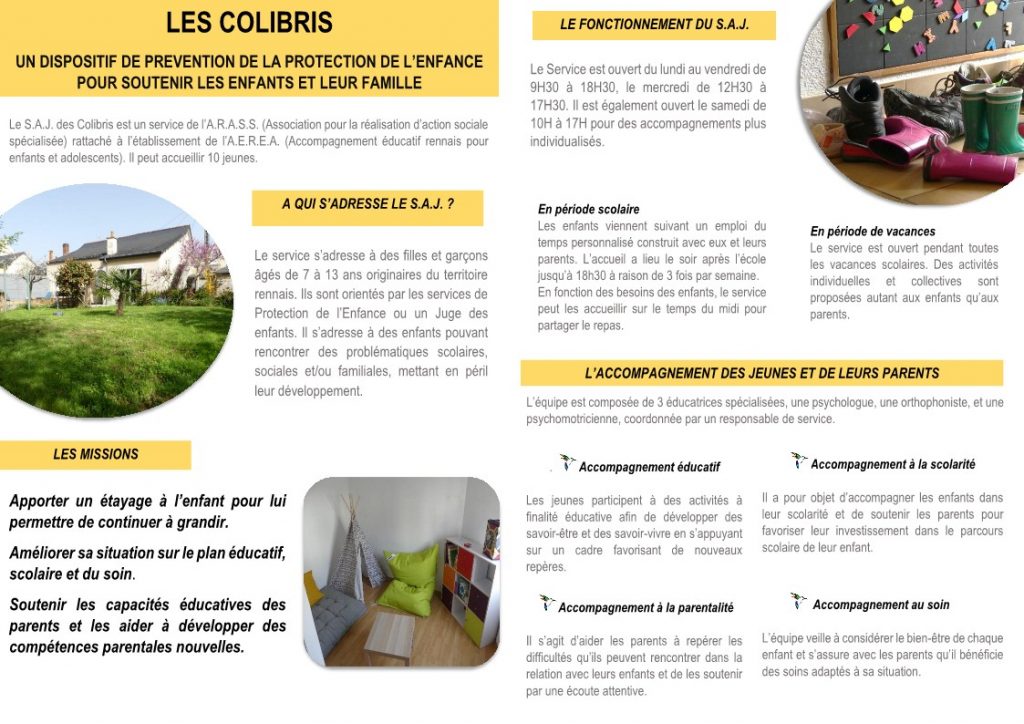 LES COLIBRIS
UN DISPOSITIF DE PREVENTION DE LA PROTECTION DE L'ENFANCE
POUR SOUTENIR LES ENFANTS ET LEUR FAMILLE
Le S.A.J. des Colibris est un service de l'A.R.A.S.S. (Association pour la réalisation d'action sociale
spécialisée) rattaché à l'établissement de l'A.E.R.E.A. (Accompagnement éducatif rennais pour
enfants et adolescents). Il peut accueillir 10 jeunes.
A QUI S'ADRESSE LE S.A.J. ?
Le service s'adresse à des filles et garçons
âgés de 7 à 13 ans originaires du territoire
rennais. Ils sont orientés par les services de
Protection de l'Enfance ou un Juge des
enfants. Il s'adresse à des enfants pouvant
rencontrer des problématiques scolaires,
sociales et/ou familiales, mettant en péril
leur développement.
LES MISSIONS
Apporter un étayage à l'enfant pour lui
permettre de continuer à grandir.
Améliorer sa situation sur le plan éducatif,
scolaire et du soin.
Soutenir les capacités éducatives des
parents et les aider à développer des
compétences parentales nouvelles.
LE FONCTIONNEMENT DU S.A.J.
Le Service est ouvert du lundi au vendredi de
9H30 à 18H30, le mercredi de 12H30 à
17H30. Il est également ouvert le samedi de
10H à 17H pour des accompagnements plus
individualisés.
En période scolaire
Les enfants viennent suivant un emploi du
temps personnalisé construit avec eux et leurs
parents. L'accueil a lieu le soir après l'école
jusqu'à 18h30 à raison de 3 fois par semaine.
En fonction des besoins des enfants, le service
peut les accueillir sur le temps du midi pour
partager le repas.
En période de vacances
Le service est ouvert pendant toutes
les vacances scolaires. Des activités
individuelles et collectives sont
proposées autant aux enfants qu'aux
parents.
L'ACCOMPAGNEMENT DES JEUNES ET DE LEURS PARENTS
L'équipe est composée de 3 éducatrices spécialisées, une psychologue, une orthophoniste, et une
psychomotricienne, coordonnée par un responsable de service.
Accompagnement éducatif
Les jeunes participent à des activités à
finalité éducative afin de développer des
savoir-être et des savoir-vivre en s'appuyant
sur un cadre favorisant de nouveaux
repères.
Accompagnement à la scolarité
Il a pour objet d'accompagner les enfants dans
leur scolarité et de soutenir les parents pour
favoriser leur investissement dans le parcours
scolaire de leur enfant.
Accompagnement à la parentalité
Il s'agit d'aider les parents à repérer les
difficultés qu'ils peuvent rencontrer dans la
relation avec leurs enfants et de les soutenir
par une écoute attentive.
Accompagnement au soin
L'équipe veille à considérer le bien-être de chaque
enfant et s'assure avec les parents qu'il bénéficie
des soins adaptés à sa situation.